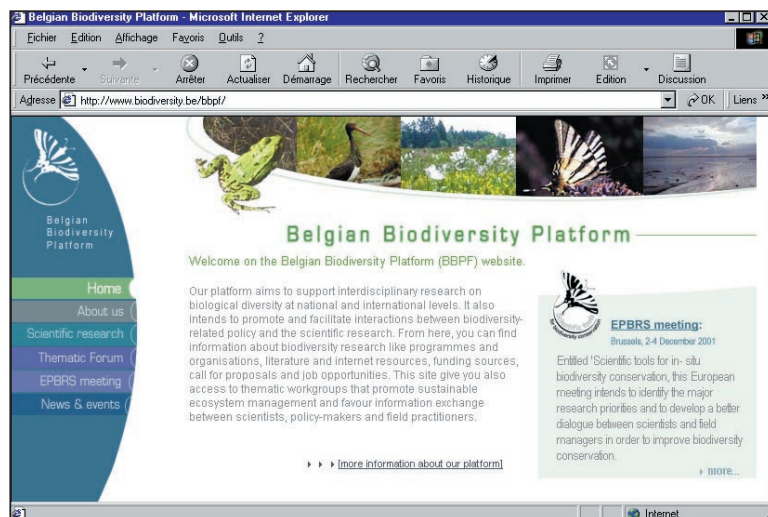 Belgian Biodiversity Platform - Microsoft Internet Explorer
Fichier Edition Affichage Favoris Outils ?
Précédente Suivante Arrêter Actualiser Démarrage Rechercher Favoris Historique Imprimer Edition Discussion
Adresse http://www.biodiversity.be/bbpf/ OK Liens »
Belgian
Biodiversity
Platform
Home
About us
Scientific research
Thematic Forum
EPBRS meeting
News & events
Belgian Biodiversity Platform
Welcome on the Belgian Biodiversity Platform (BBPF) website.
Our platform aims to support interdisciplinary research on
biological diversity at national and international levels. It also
intends to promote and facilitate interactions between biodiversity-
related policy and the scientific research. From here, you can find
information about biodiversity research like programmes and
organisations, literature and internet resources, funding sources,
call for proposals and job opportunities. This site give you also
access to thematic workgroups that promote sustainable
ecosystem management and favour information exchange
between scientists, policy-makers and field practitioners.
[more information about our platform]
for biodiversity conservation
EPBRS meeting:
Brussels, 2-4 December 2001
Entitled 'Scientific tools for in- situ
biodiversity conservation, this European
meeting intends to identify the major
research priorities and to develop a better
dialogue between scientists and field
managers in order to improve biodiversity
conservation.
more...
Internet